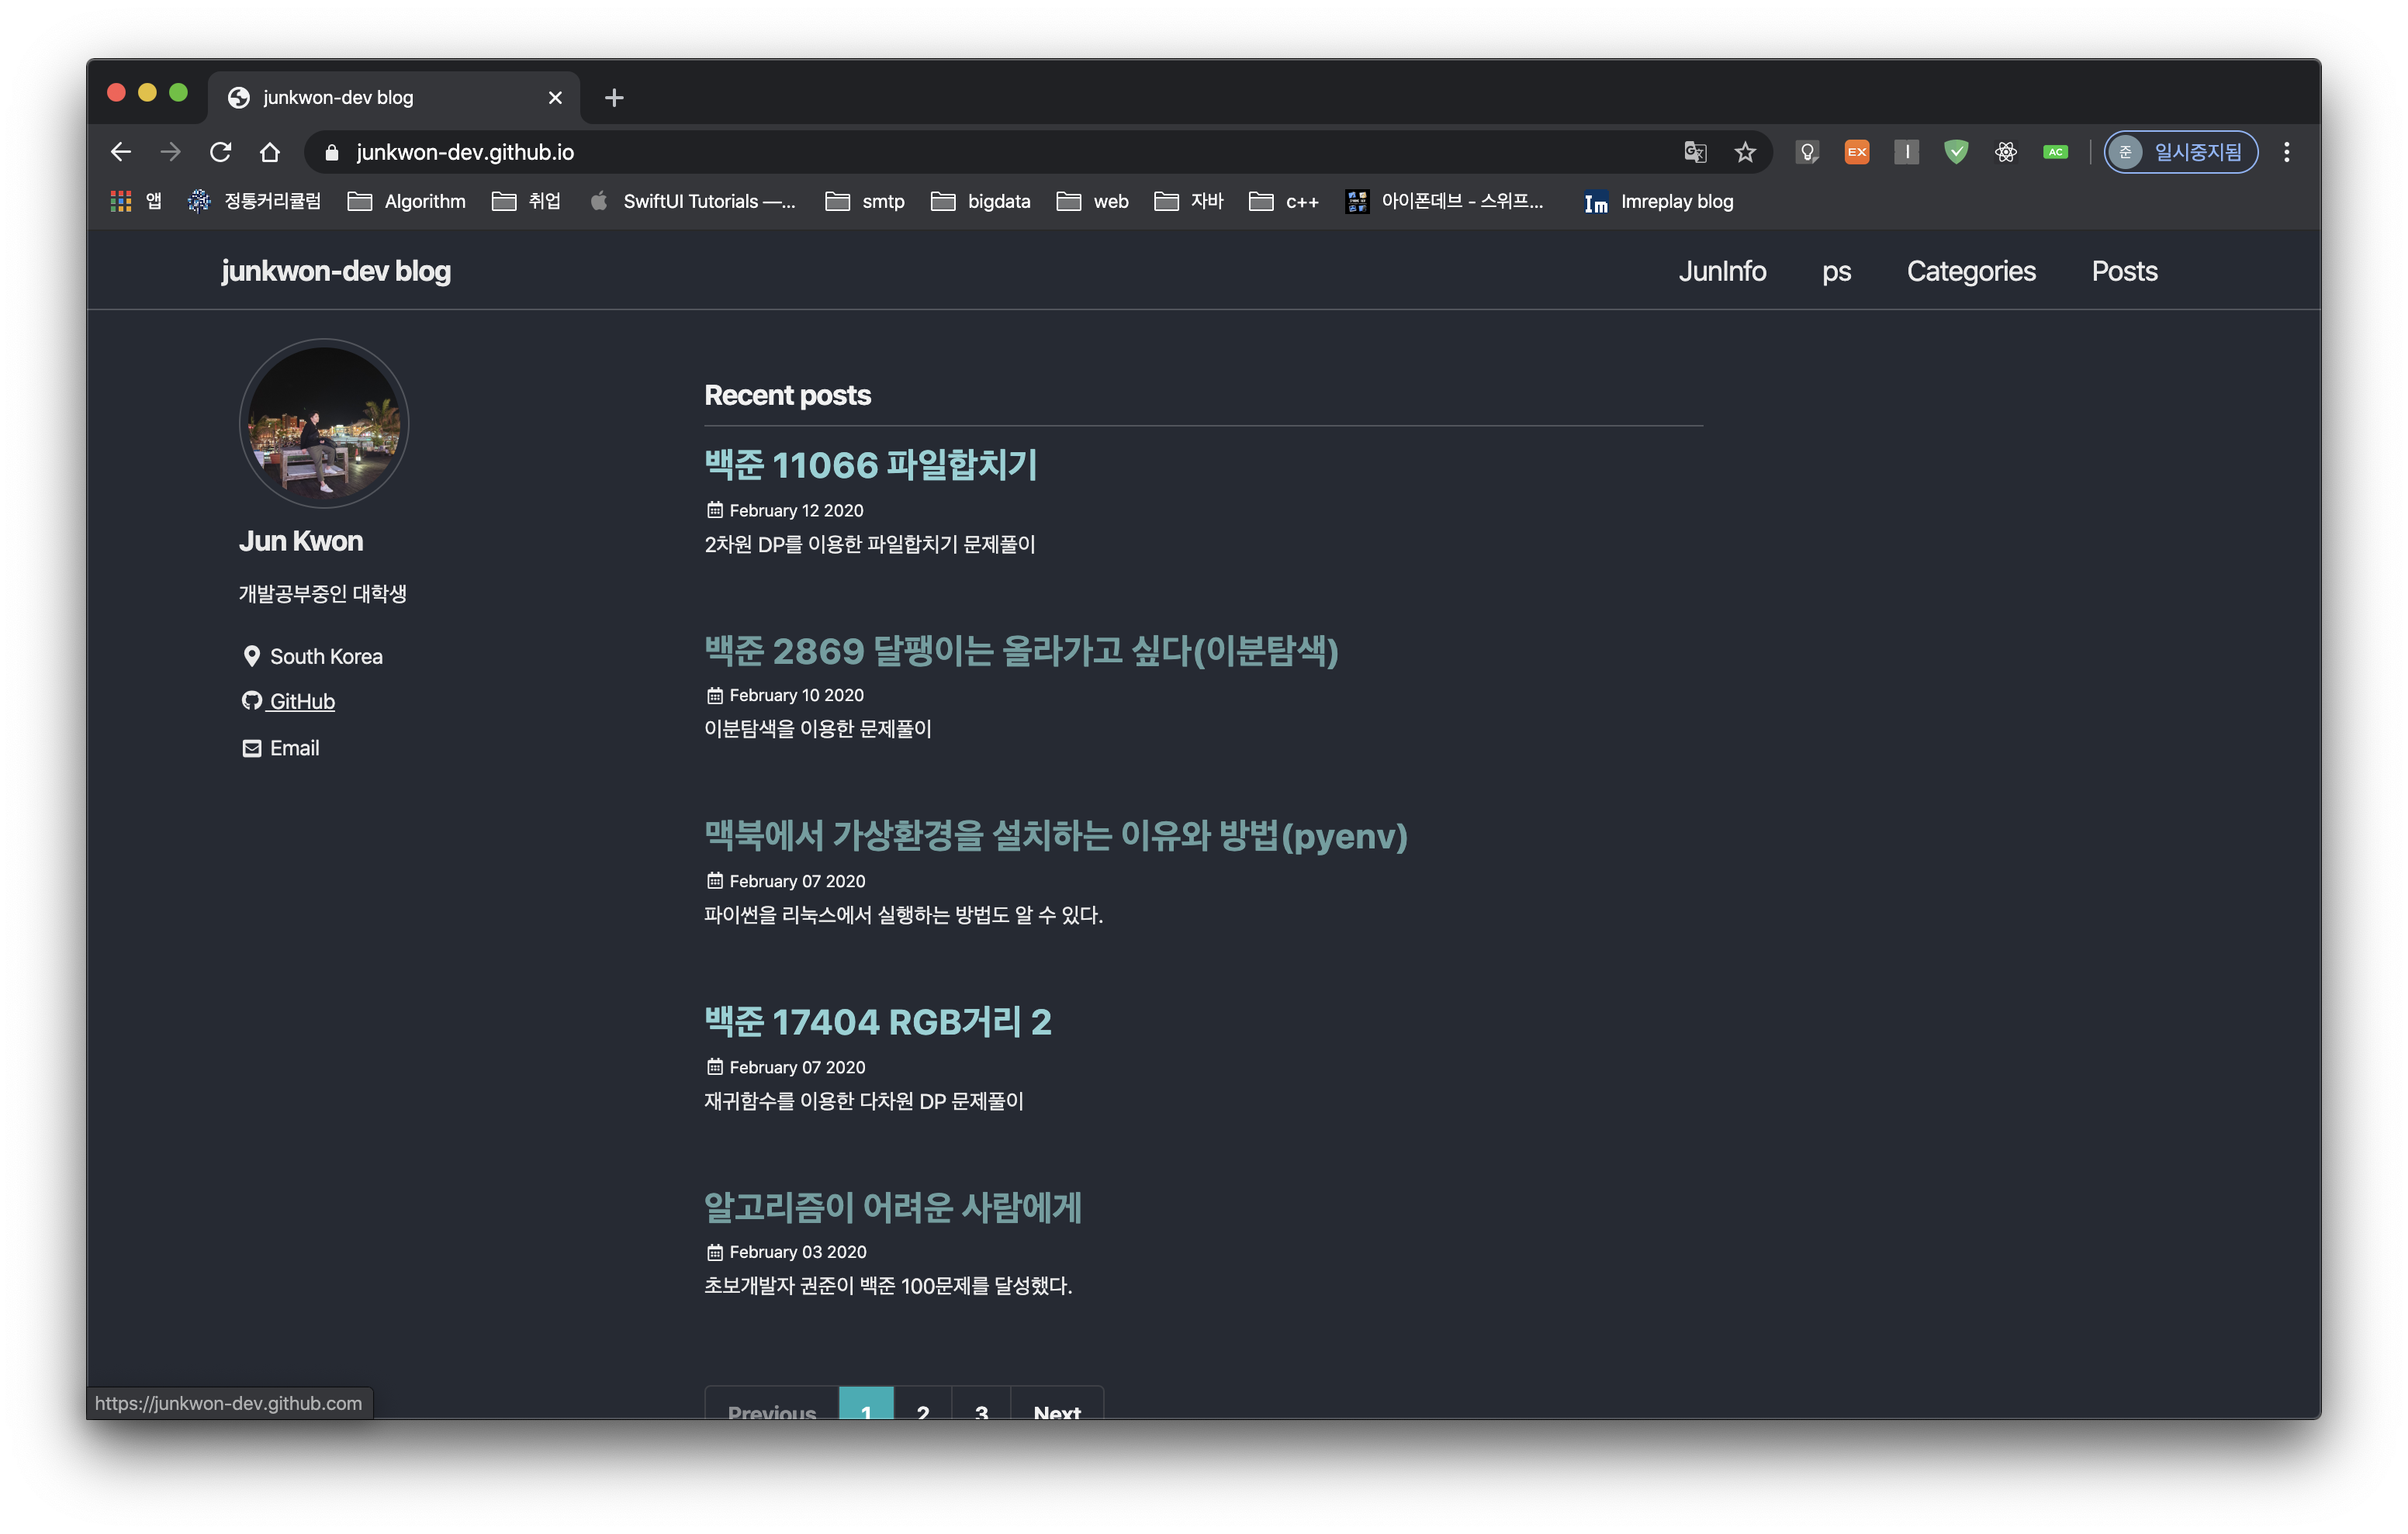 junkwon-dev blog
junkwon-dev.github.io
EX
AC
준 일시중지됨
앱 정통커리큘럼 Algorithm 취업 SwiftUI Tutorials —... smtp bigdata web 자바 c++ 아이폰데브 - 스위프... Im Imreplay blog
junkwon-dev blog JunInfo ps Categories Posts
Jun Kwon
개발공부중인 대학생
South Korea
GitHub
Email
Recent posts
백준 11066 파일합치기
February 12 2020
2차원 DP를 이용한 파일합치기 문제풀이
백준 2869 달팽이는 올라가고 싶다(이분탐색)
February 10 2020
이분탐색을 이용한 문제풀이
맥북에서 가상환경을 설치하는 이유와 방법(pyenv)
February 07 2020
파이썬을 리눅스에서 실행하는 방법도 알 수 있다.
백준 17404 RGB거리 2
February 07 2020
재귀함수를 이용한 다차원 DP 문제풀이
알고리즘이 어려운 사람에게
February 03 2020
초보개발자 권준이 백준 100문제를 달성했다.
Previous 1 2 3 Next
https://junkwon-dev.github.com